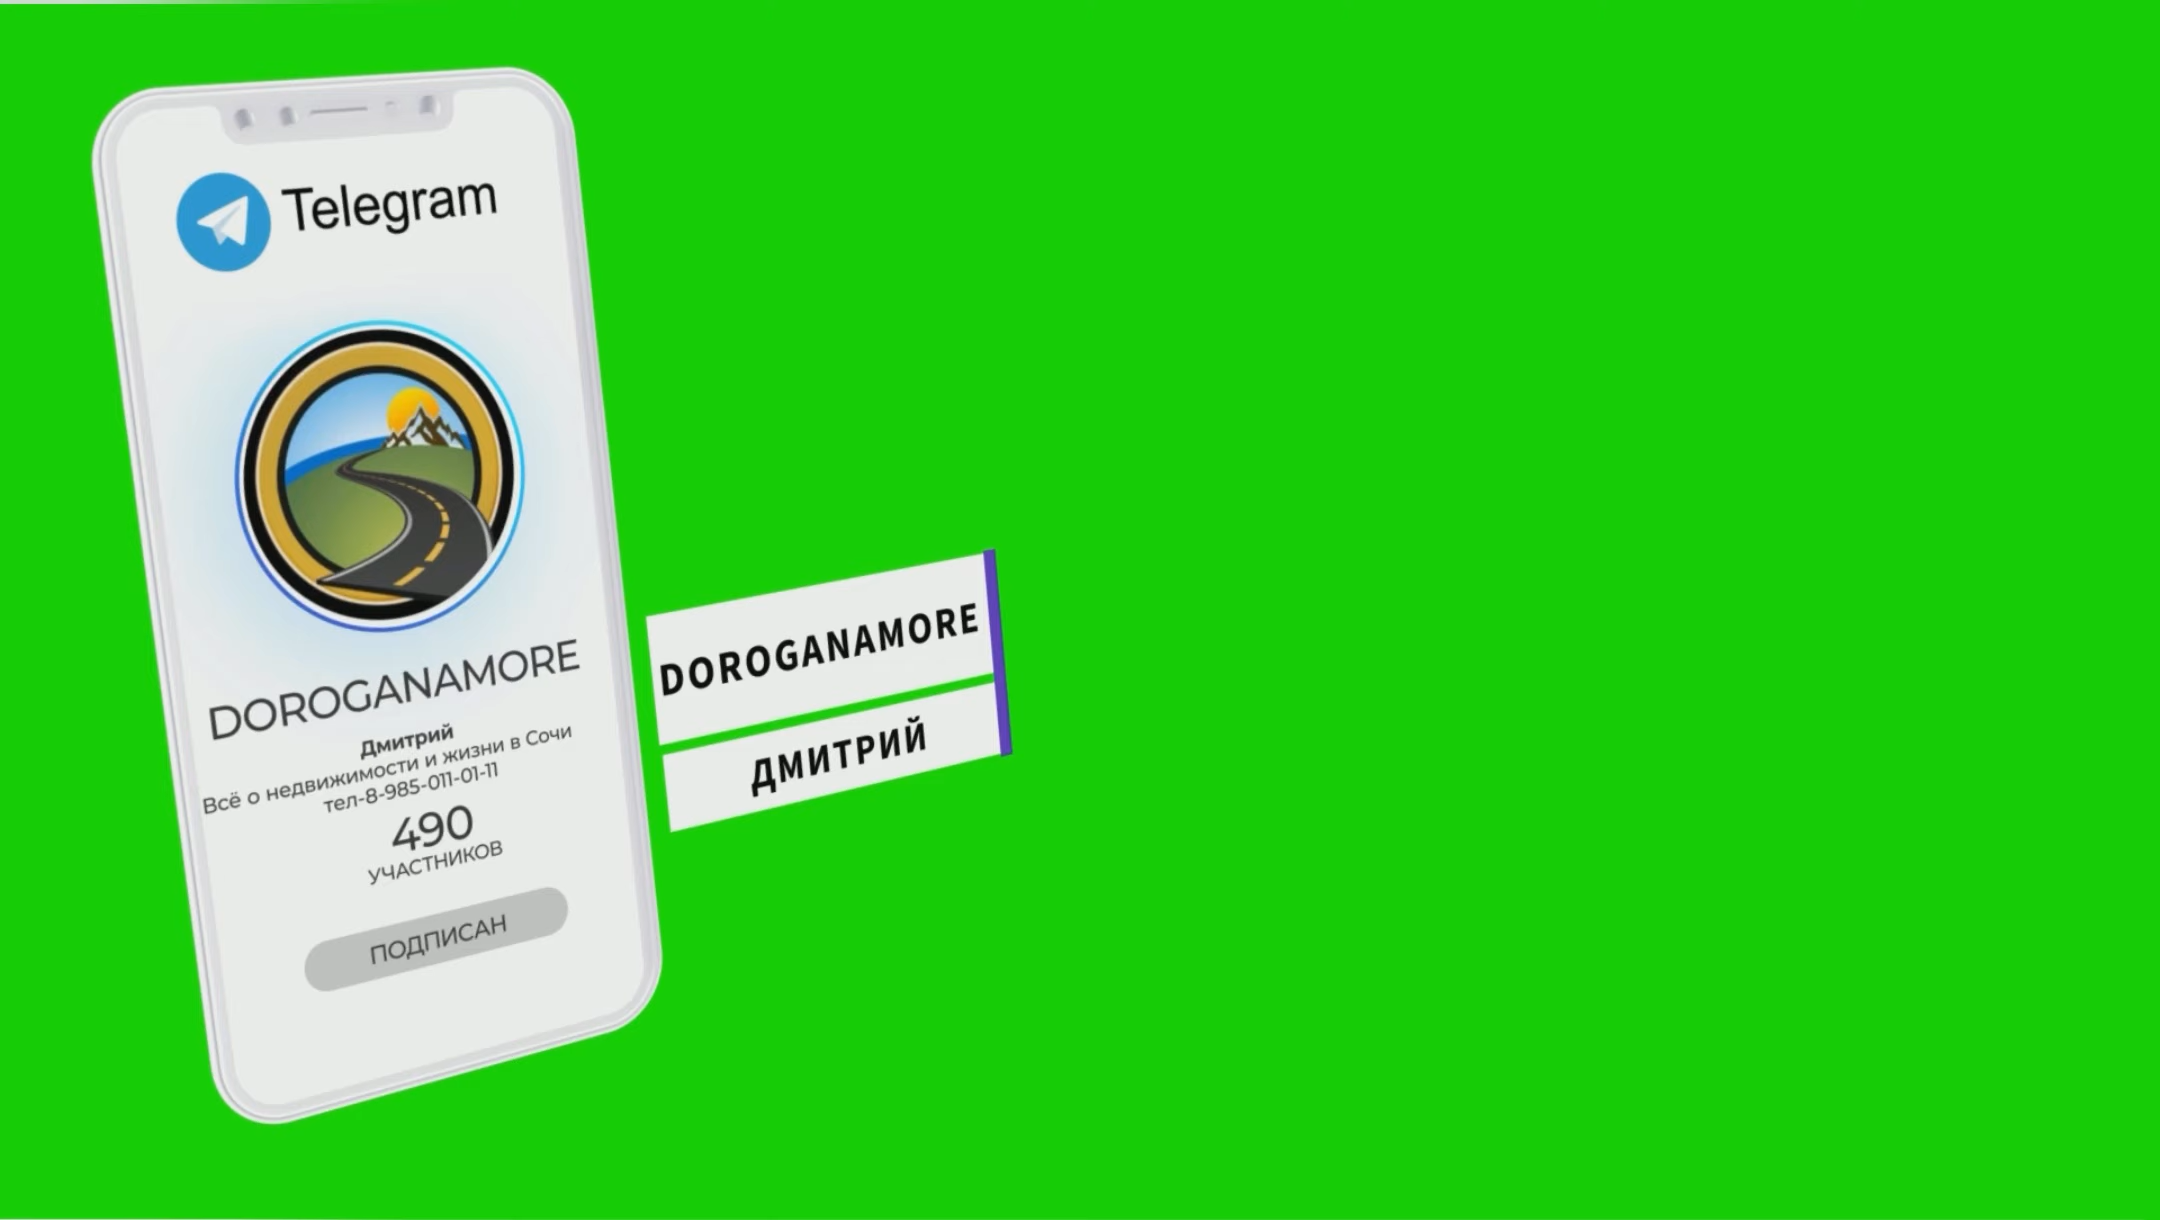 Telegram
DOROGANAMORE
Дмитрий
Всё о недвижимости и жизни в Сочи
тел-8-985-011-01-11
490
УЧАСТНИКОВ
ПОДПИСАН
DOROGANAMORE
ДМИТРИЙ